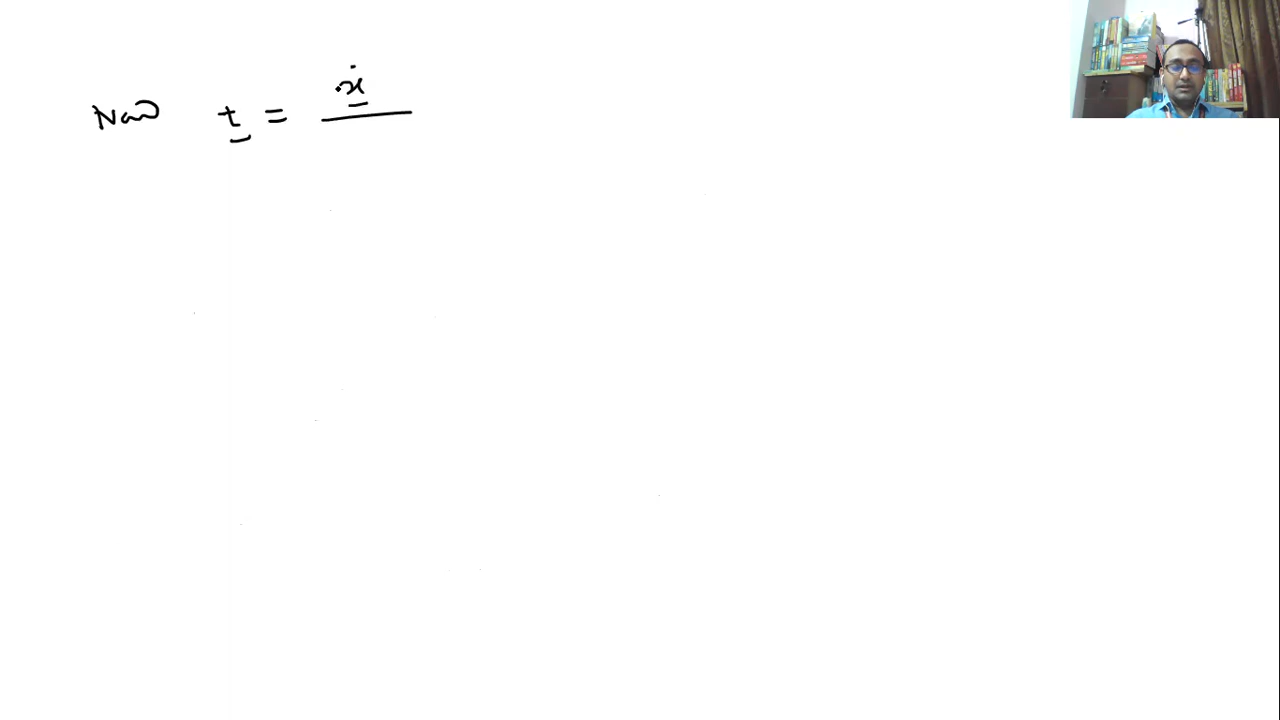 Now t = ẋ